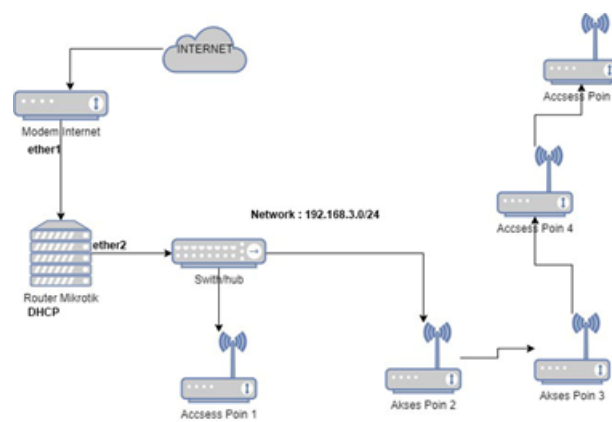 INTERNET
Modem Internet
ether1
Network : 192.168.3.0/24
ether2
Swith/hub
Router Mikrotik
DHCP
Accsess Poin 1
Akses Poin 2
Akses Poin 3
Accsess Poin 4
Accsess Poin